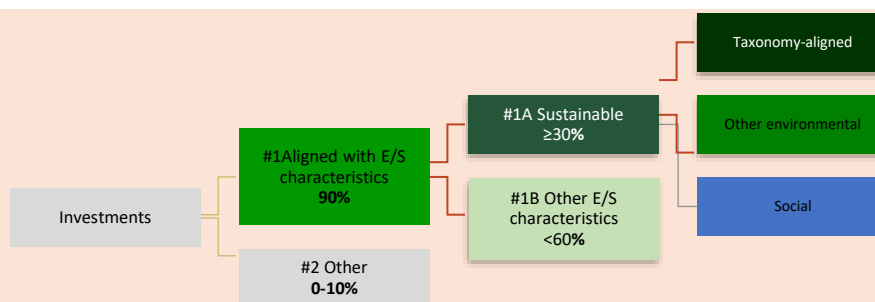 Taxonomy-aligned
#1A Sustainable
≥30%
Other environmental
#1Aligned with E/S
characteristics
90%
#1B Other E/S
characteristics
<60%
Social
Investments
#2 Other
0-10%